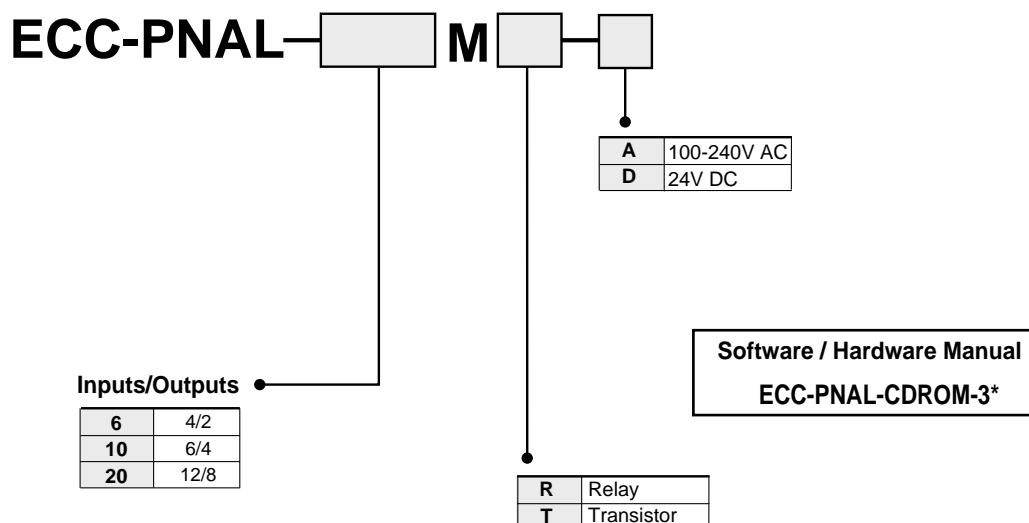 ECC-PNAL M
A 100-240V AC
D 24V DC
Software / Hardware Manual
ECC-PNAL-CDROM-3*
Inputs/Outputs
6 4/2
10 6/4
20 12/8
R Relay
T Transistor